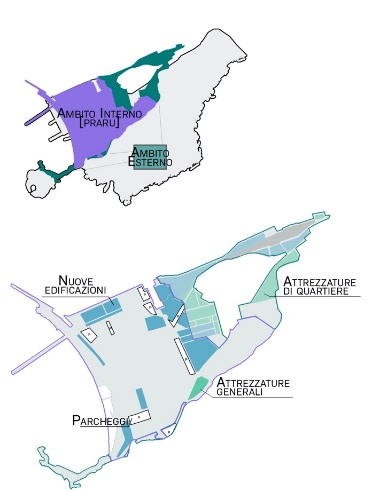 Ambito Interno
[praru]
Ambito
Esterno
Nuove
edificazioni
Attrezzature
di quartiere
Attrezzature
generali
Parcheggi